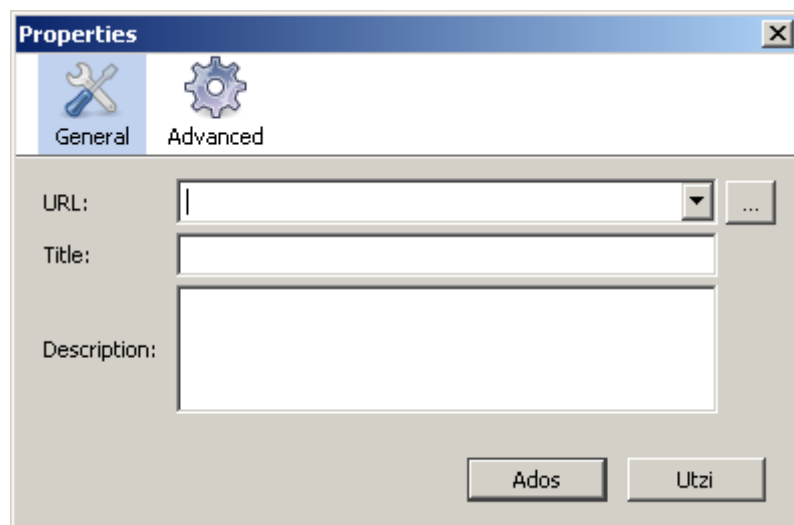 Properties
General Advanced
URL: ...
Title:
Description:
Ados Utzi